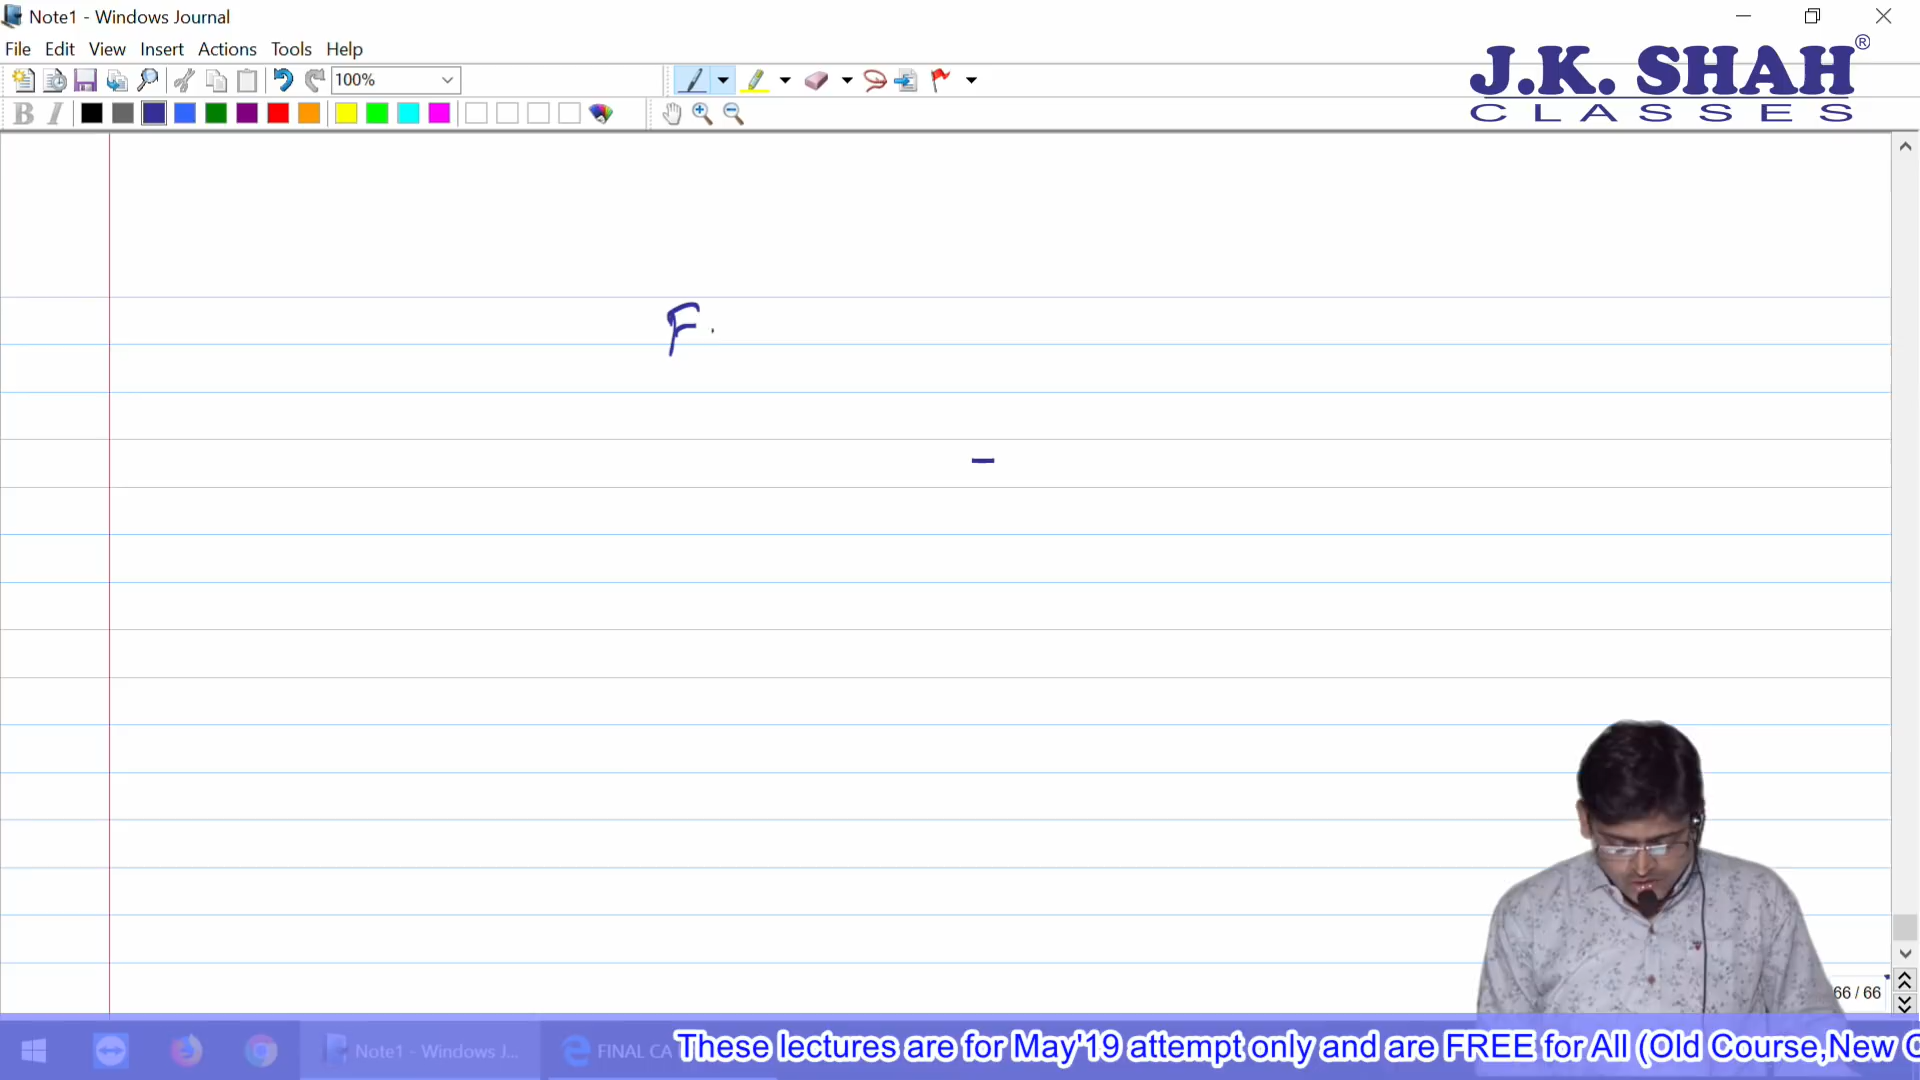 Note1 - Windows Journal
File Edit View Insert Actions Tools Help
100%
B I
J.K. SHAH®
CLASSES
F.
–
66 / 66
Note1 - Windows J...
FINAL CA
These lectures are for May'19 attempt only and are FREE for All (Old Course,New C